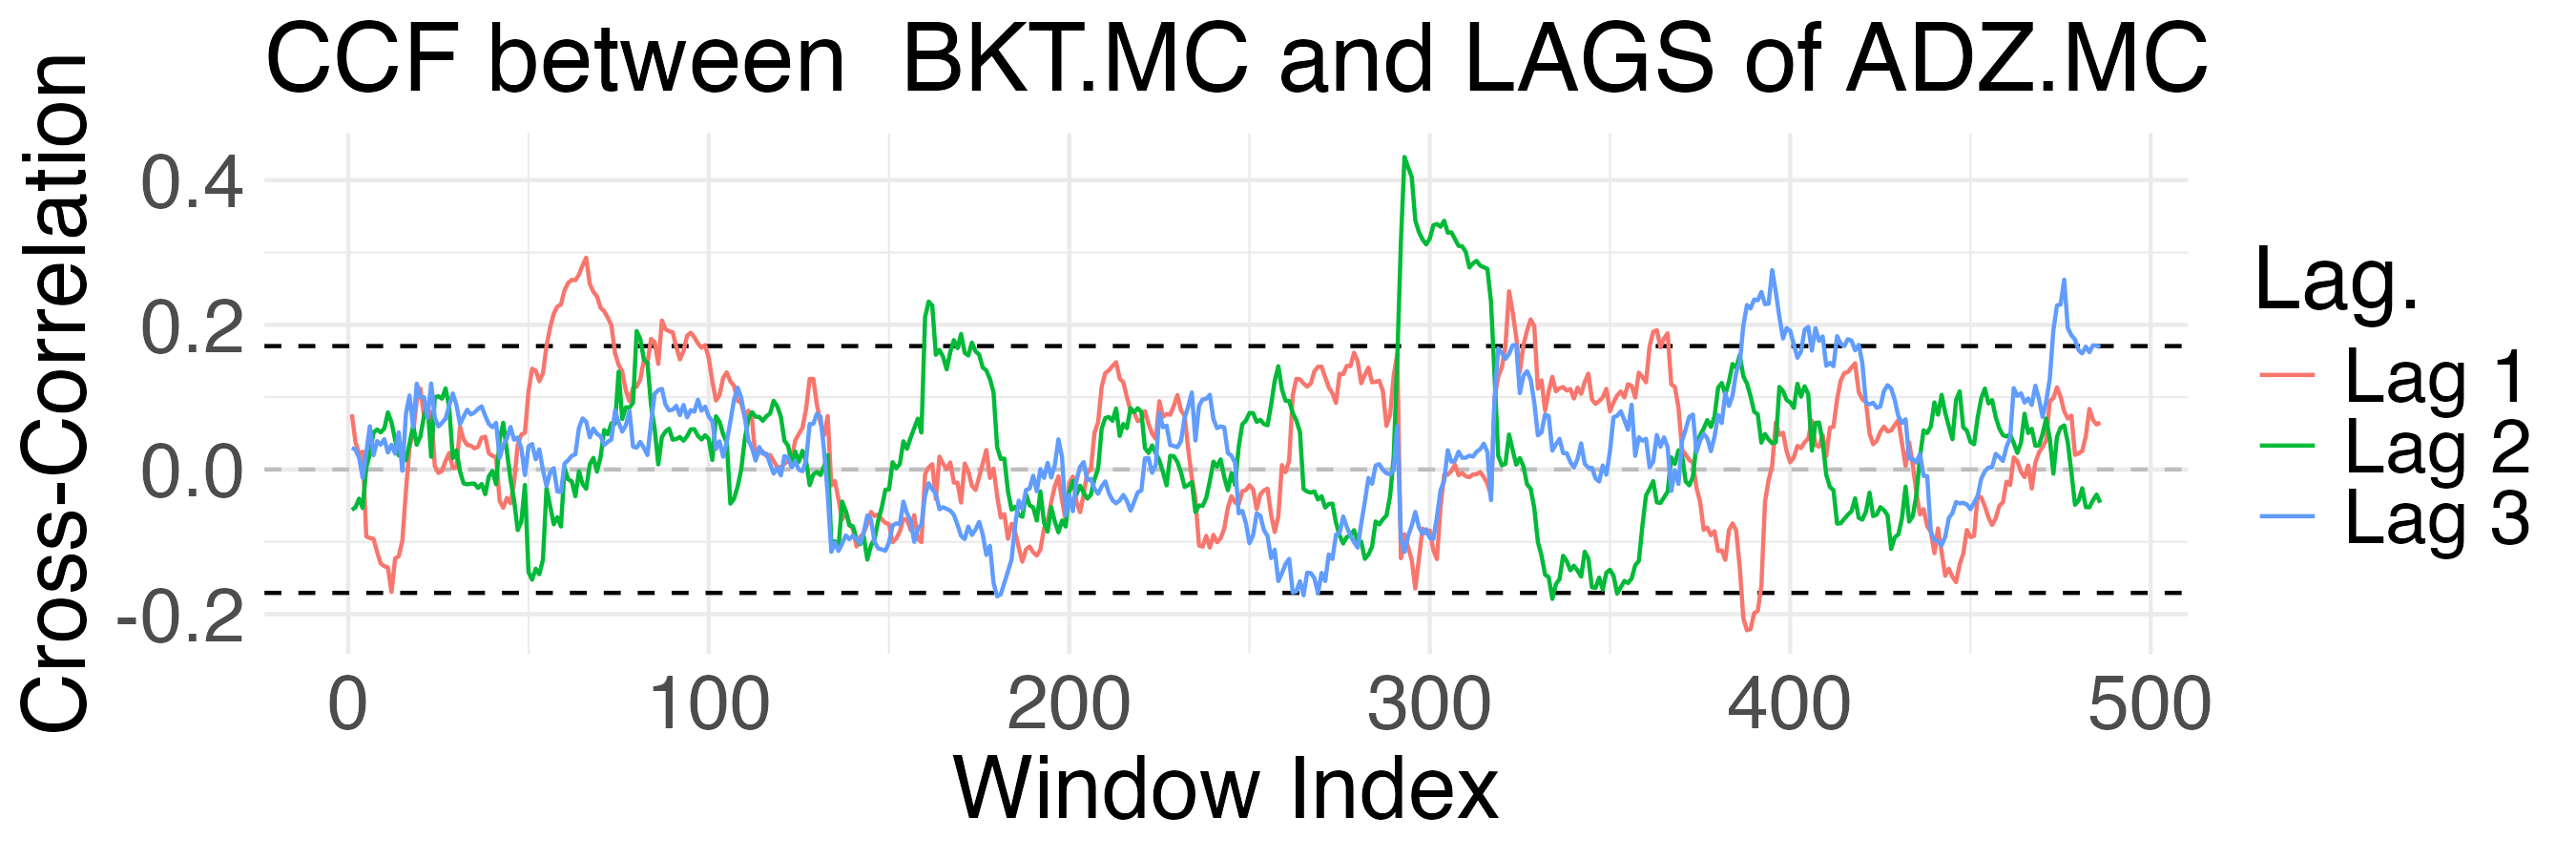 CCF between  BKT.MC and LAGS of ADZ.MC
Cross-Correlation
0.4
0.2
0.0
-0.2
0
100
200
300
400
500
Window Index
Lag.
Lag 1
Lag 2
Lag 3